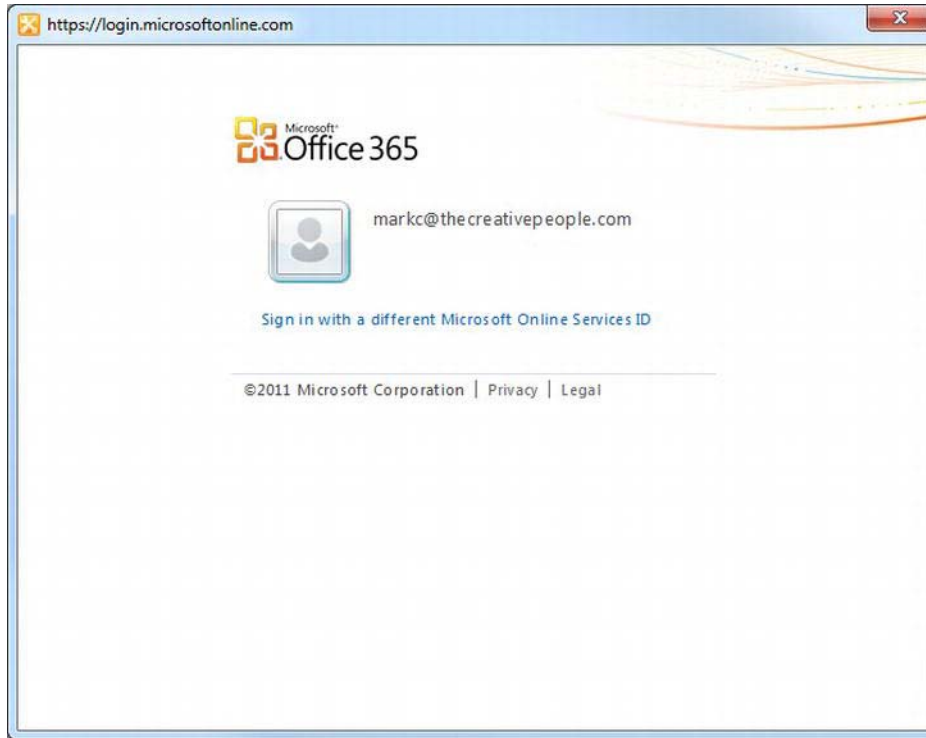 https://login.microsoftonline.com
Microsoft®
Office 365
markc@thecreativepeople.com
Sign in with a different Microsoft Online Services ID
©2011 Microsoft Corporation | Privacy | Legal